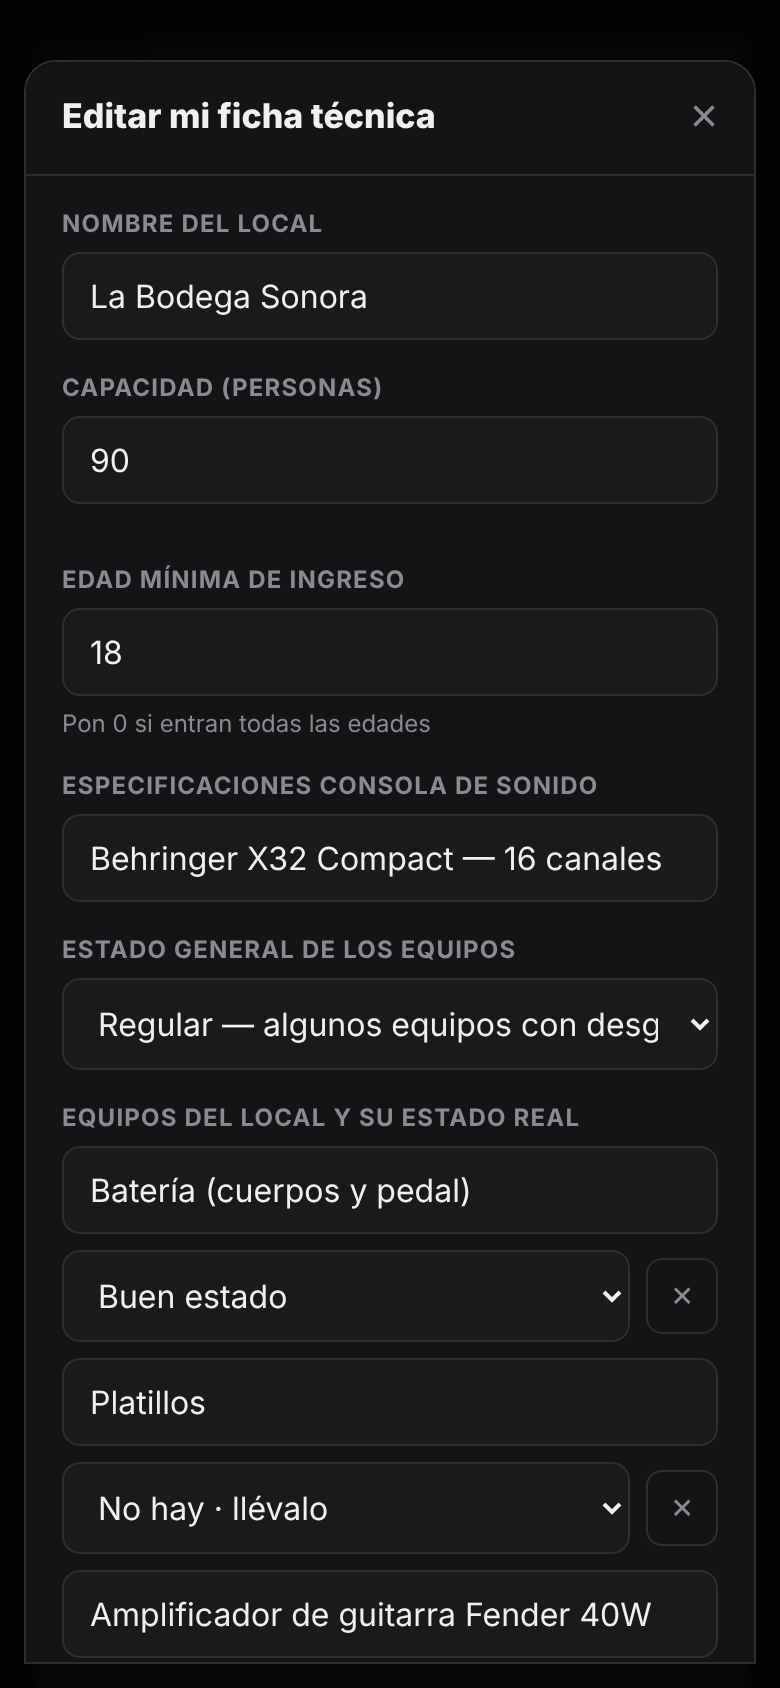 Editar mi ficha técnica
NOMBRE DEL LOCAL
La Bodega Sonora
CAPACIDAD (PERSONAS)
90
EDAD MÍNIMA DE INGRESO
18
Pon 0 si entran todas las edades
ESPECIFICACIONES CONSOLA DE SONIDO
Behringer X32 Compact — 16 canales
ESTADO GENERAL DE LOS EQUIPOS
Regular — algunos equipos con desg
EQUIPOS DEL LOCAL Y SU ESTADO REAL
Batería (cuerpos y pedal)
Buen estado
Platillos
No hay · llévalo
Amplificador de guitarra Fender 40W